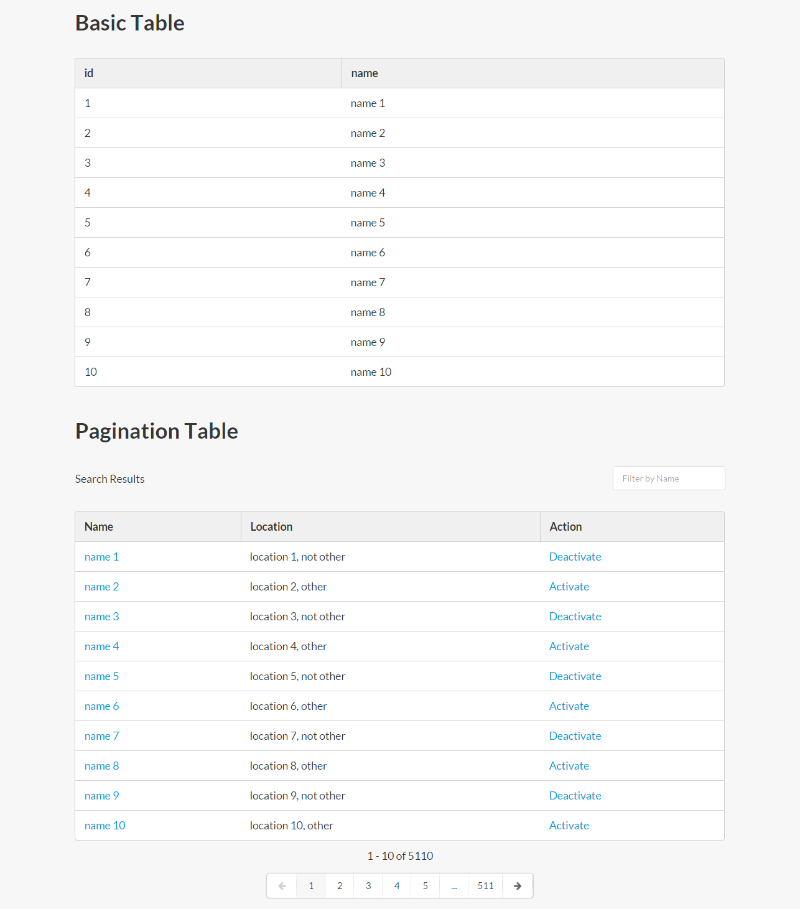 Basic Table
id name
1 name 1
2 name 2
3 name 3
4 name 4
5 name 5
6 name 6
7 name 7
8 name 8
9 name 9
10 name 10
Pagination Table
Search Results Filter by Name
Name Location Action
name 1 location 1, not other Deactivate
name 2 location 2, other Activate
name 3 location 3, not other Deactivate
name 4 location 4, other Activate
name 5 location 5, not other Deactivate
name 6 location 6, other Activate
name 7 location 7, not other Deactivate
name 8 location 8, other Activate
name 9 location 9, not other Deactivate
name 10 location 10, other Activate
1 - 10 of 5110
← 1 2 3 4 5 ... 511 →